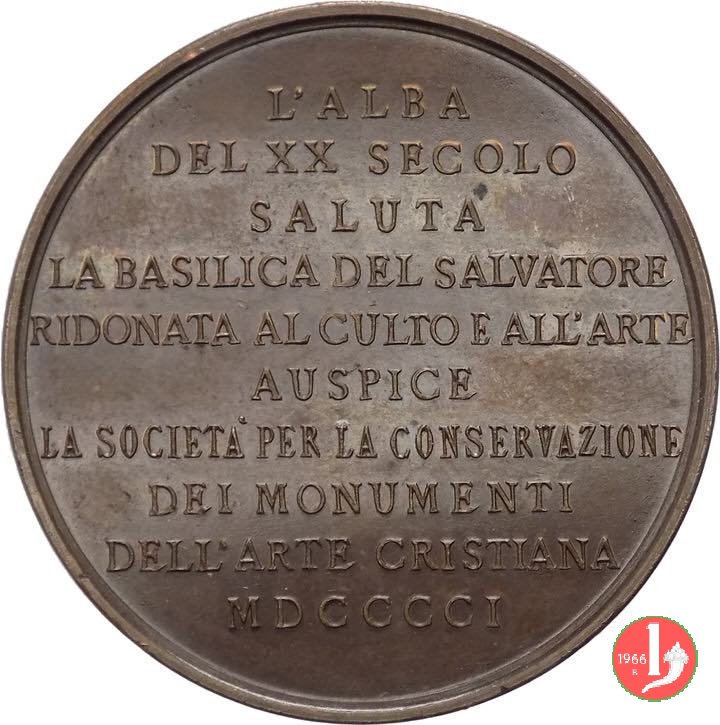 L'ALBA
DEL XX SECOLO
SALUTA
LA BASILICA DEL SALVATORE
RIDONATA AL CULTO E ALL'ARTE
AUSPICE
LA SOCIETÀ PER LA CONSERVAZIONE
DEI MONUMENTI
DELL'ARTE CRISTIANA
MDCCCCI
1966
R